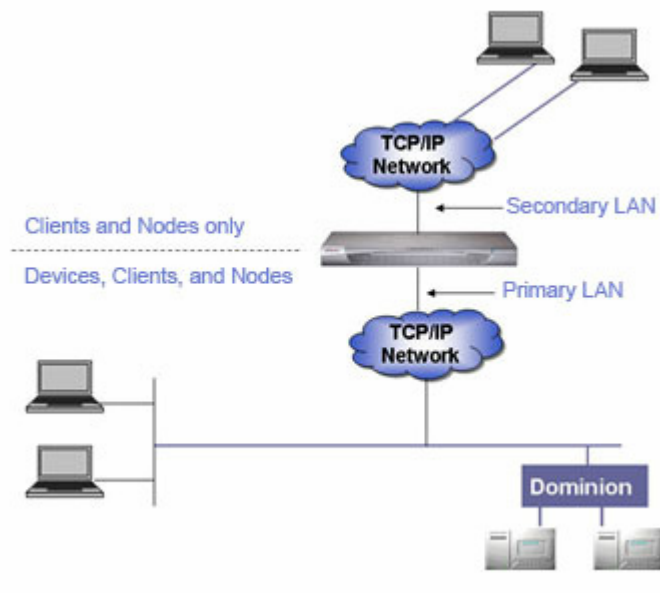 TCP/IP
Network
Secondary LAN
Clients and Nodes only
Devices, Clients, and Nodes
Primary LAN
TCP/IP
Network
Dominion